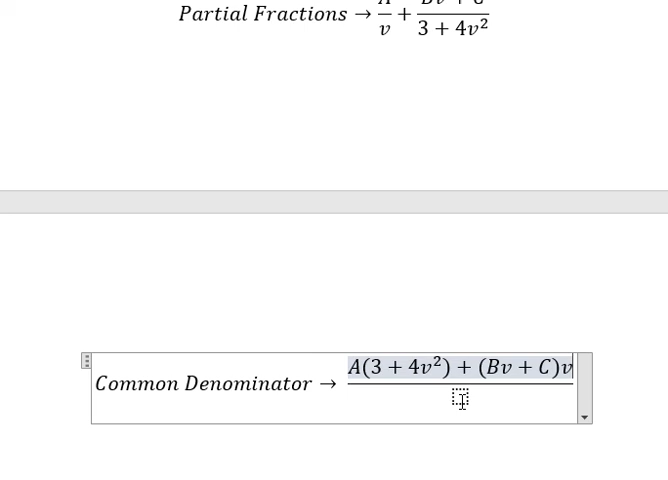 Partial Fractions → A/v + (Bv + C)/(3 + 4v²)
Common Denominator → A(3 + 4v²) + (Bv + C)v